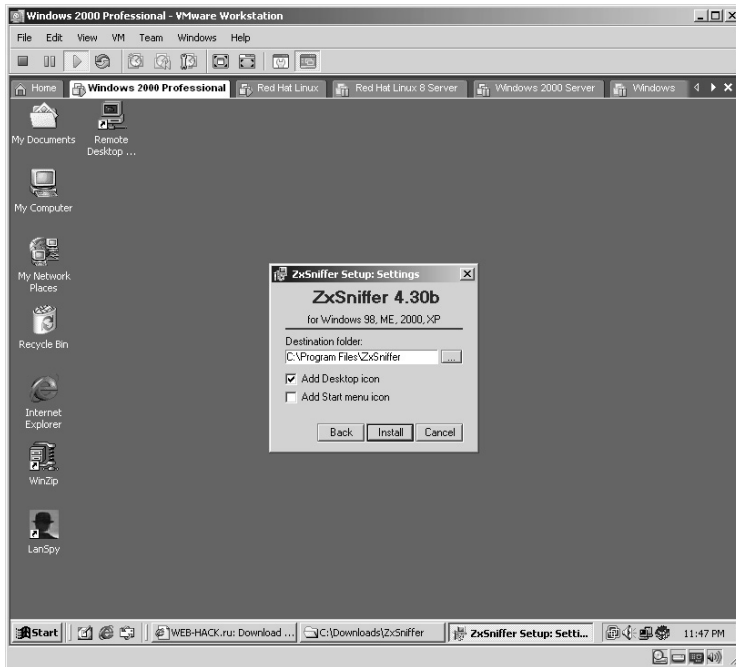 Windows 2000 Professional - VMware Workstation
File Edit View VM Team Windows Help
Home Windows 2000 Professional Red Hat Linux Red Hat Linux 8 Server Windows 2000 Server Windows
My Documents
Remote
Desktop ...
My Computer
My Network
Places
Recycle Bin
Internet
Explorer
WinZip
LanSpy
ZxSniffer Setup: Settings
ZxSniffer 4.30b
for Windows 98, ME, 2000, XP
Destination folder:
C:\Program Files\ZxSniffer ...
Add Desktop icon
Add Start menu icon
Back Install Cancel
Start WEB-HACK.ru: Download ... C:\Downloads\ZxSniffer ZxSniffer Setup: Setti... 11:47 PM